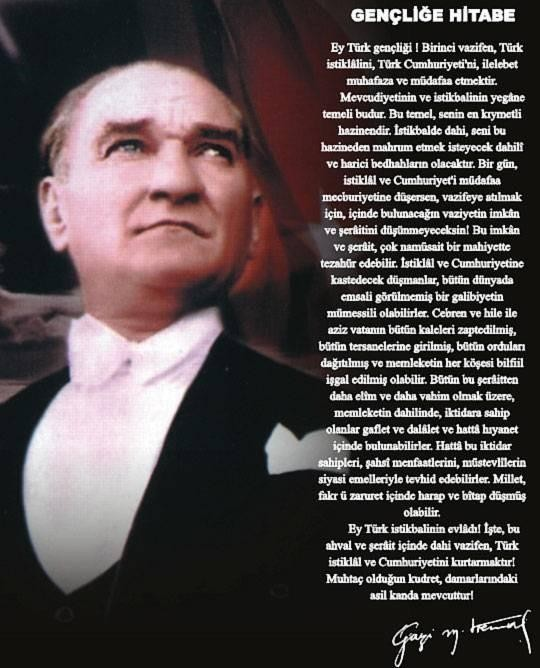 GENÇLİĞE HİTABE
Ey Türk gençliği ! Birinci vazifen, Türk
istiklâlini, Türk Cumhuriyeti'ni, ilelebet
muhafaza ve müdafaa etmektir.
Mevcudiyetinin ve istikbalinin yegâne
temeli budur. Bu temel, senin en kıymetli
hazinendir. İstikbalde dahi, seni bu
hazineden mahrum etmek isteyecek dahilî
ve harici bedhahların olacaktır. Bir gün,
istiklâl ve Cumhuriyet'i müdafaa
mecburiyetine düşersen, vazifeye atılmak
için, içinde bulunacağın vaziyetin imkân
ve şerâitini düşünmeyeceksin! Bu imkân
ve şerâit, çok namüsait bir mahiyette
tezahür edebilir. İstiklâl ve Cumhuriyetine
kastedecek düşmanlar, bütün dünyada
emsali görülmemiş bir galibiyetin
mümessili olabilirler. Cebren ve hile ile
aziz vatanın bütün kaleleri zaptedilmiş,
bütün tersanelerine girilmiş, bütün orduları
dağıtılmış ve memleketin her köşesi bilfiil
işgal edilmiş olabilir. Bütün bu şerâitten
daha elîm ve daha vahim olmak üzere,
memleketin dahilinde, iktidara sahip
olanlar gaflet ve dalâlet ve hattâ hıyanet
içinde bulunabilirler. Hattâ bu iktidar
sahipleri, şahsî menfaatlerini, müstevlîlerin
siyasi emelleriyle tevhid edebilirler. Millet,
fakr ü zaruret içinde harap ve bîtap düşmüş
olabilir.
Ey Türk istikbalinin evlâdı! İşte, bu
ahval ve şerâit içinde dahi vazifen, Türk
istiklâl ve Cumhuriyetini kurtarmaktır!
Muhtaç olduğun kudret, damarlarındaki
asil kanda mevcuttur!
Gazi M. Kemal